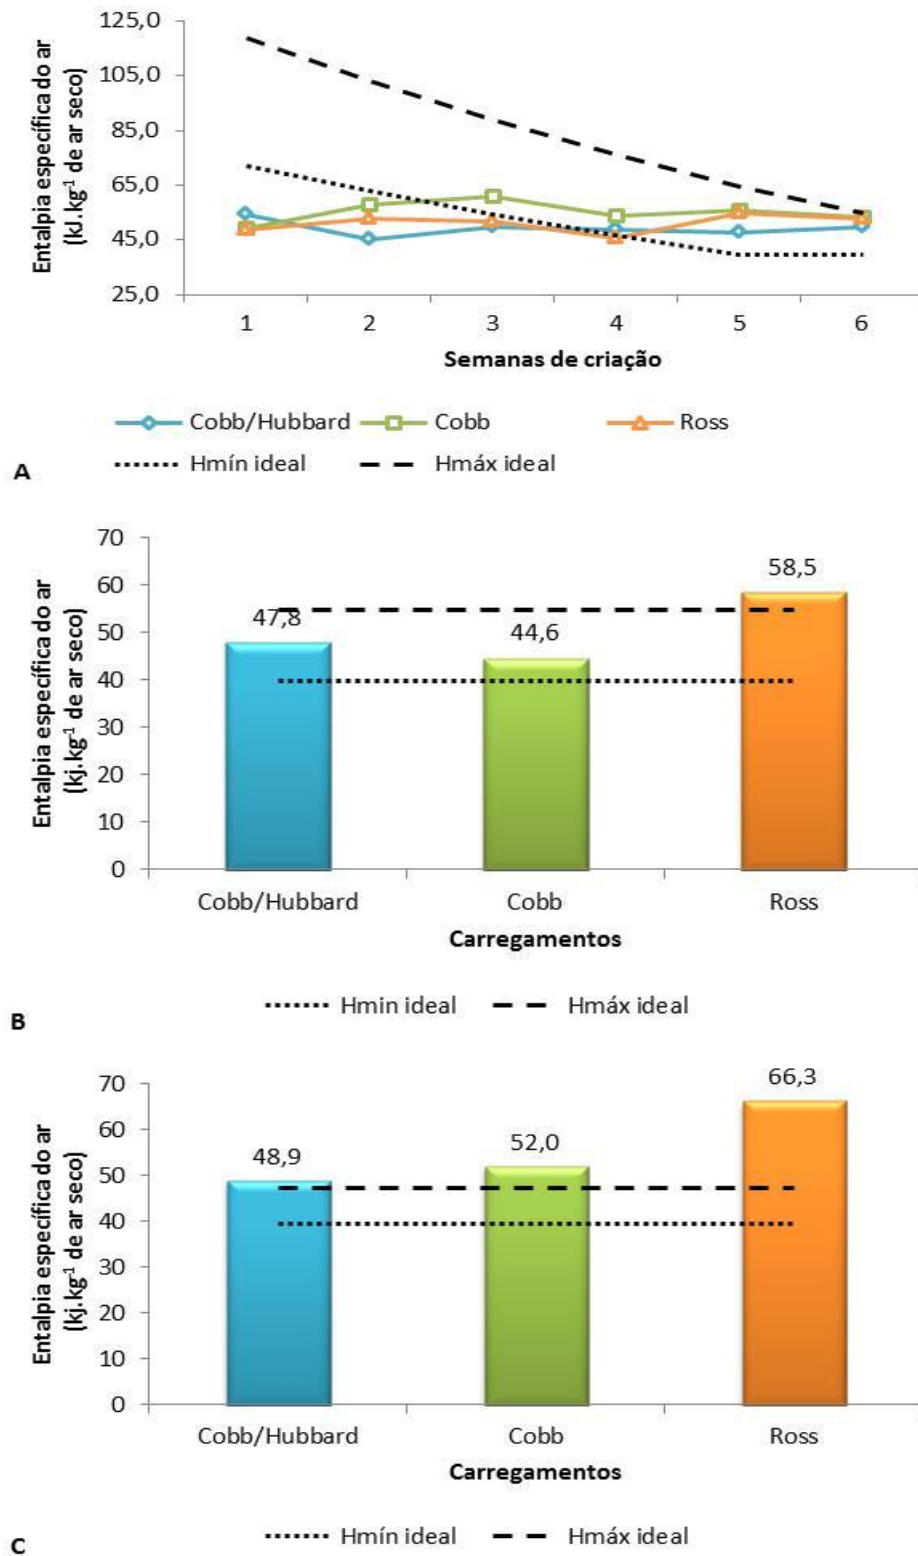 Entalpia específica do ar
(kJ.kg⁻¹ de ar seco)
125,0
105,0
85,0
65,0
45,0
25,0
1 2 3 4 5 6
Semanas de criação
Cobb/Hubbard Cobb Ross
Hmín ideal Hmáx ideal
A
Entalpia específica do ar
(kj.kg⁻¹ de ar seco)
70
60
50
40
30
20
10
0
47,8 44,6 58,5
Cobb/Hubbard Cobb Ross
Carregamentos
Hmin ideal Hmáx ideal
B
Entalpia específica do ar
(kj.kg⁻¹ de ar seco)
70
60
50
40
30
20
10
0
48,9 52,0 66,3
Cobb/Hubbard Cobb Ross
Carregamentos
Hmín ideal Hmáx ideal
C